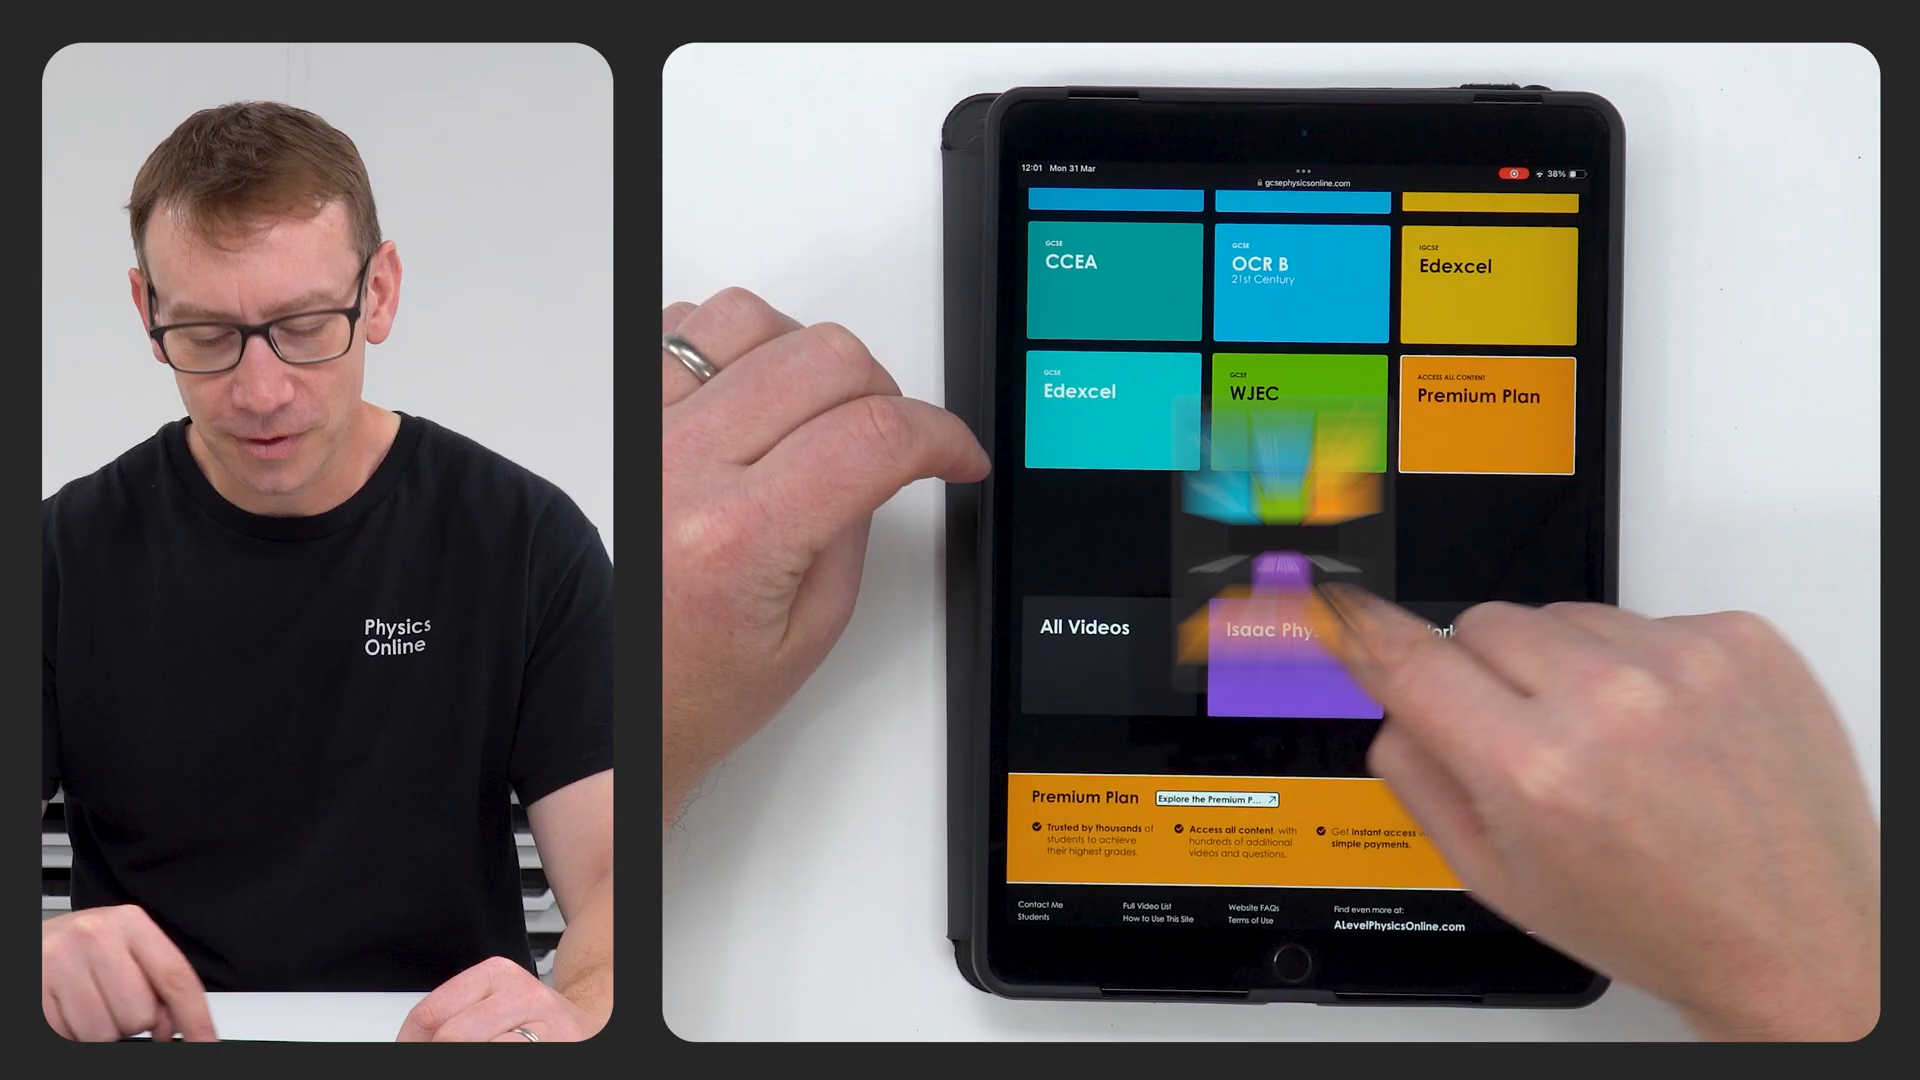 Physics
Online
12:01 Mon 31 Mar
gcsephysicsonline.com
38%
GCSE
CCEA
GCSE
OCR B
21st Century
IGCSE
Edexcel
GCSE
Edexcel
GCSE
WJEC
ACCESS ALL CONTENT
Premium Plan
All Videos
Isaac
Premium Plan
Explore the Premium P...
Trusted by thousands of
students to achieve
their highest grades.
Access all content, with
hundreds of additional
videos and questions.
Get instant access
simple payments.
Contact Me
Students
Full Video List
How to Use This Site
Website FAQs
Terms of Use
Find even more at:
ALevelPhysicsOnline.com